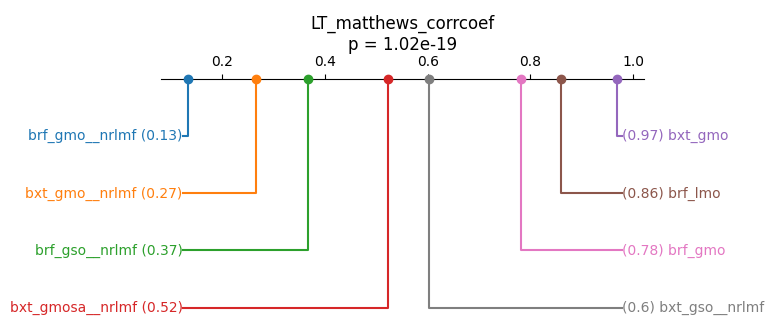 LT_matthews_corrcoef
p = 1.02e-19
0.2 0.4 0.6 0.8 1.0
brf_gmo__nrlmf (0.13) (0.97) bxt_gmo
bxt_gmo__nrlmf (0.27) (0.86) brf_lmo
brf_gso__nrlmf (0.37) (0.78) brf_gmo
bxt_gmosa__nrlmf (0.52) (0.6) bxt_gso__nrlmf